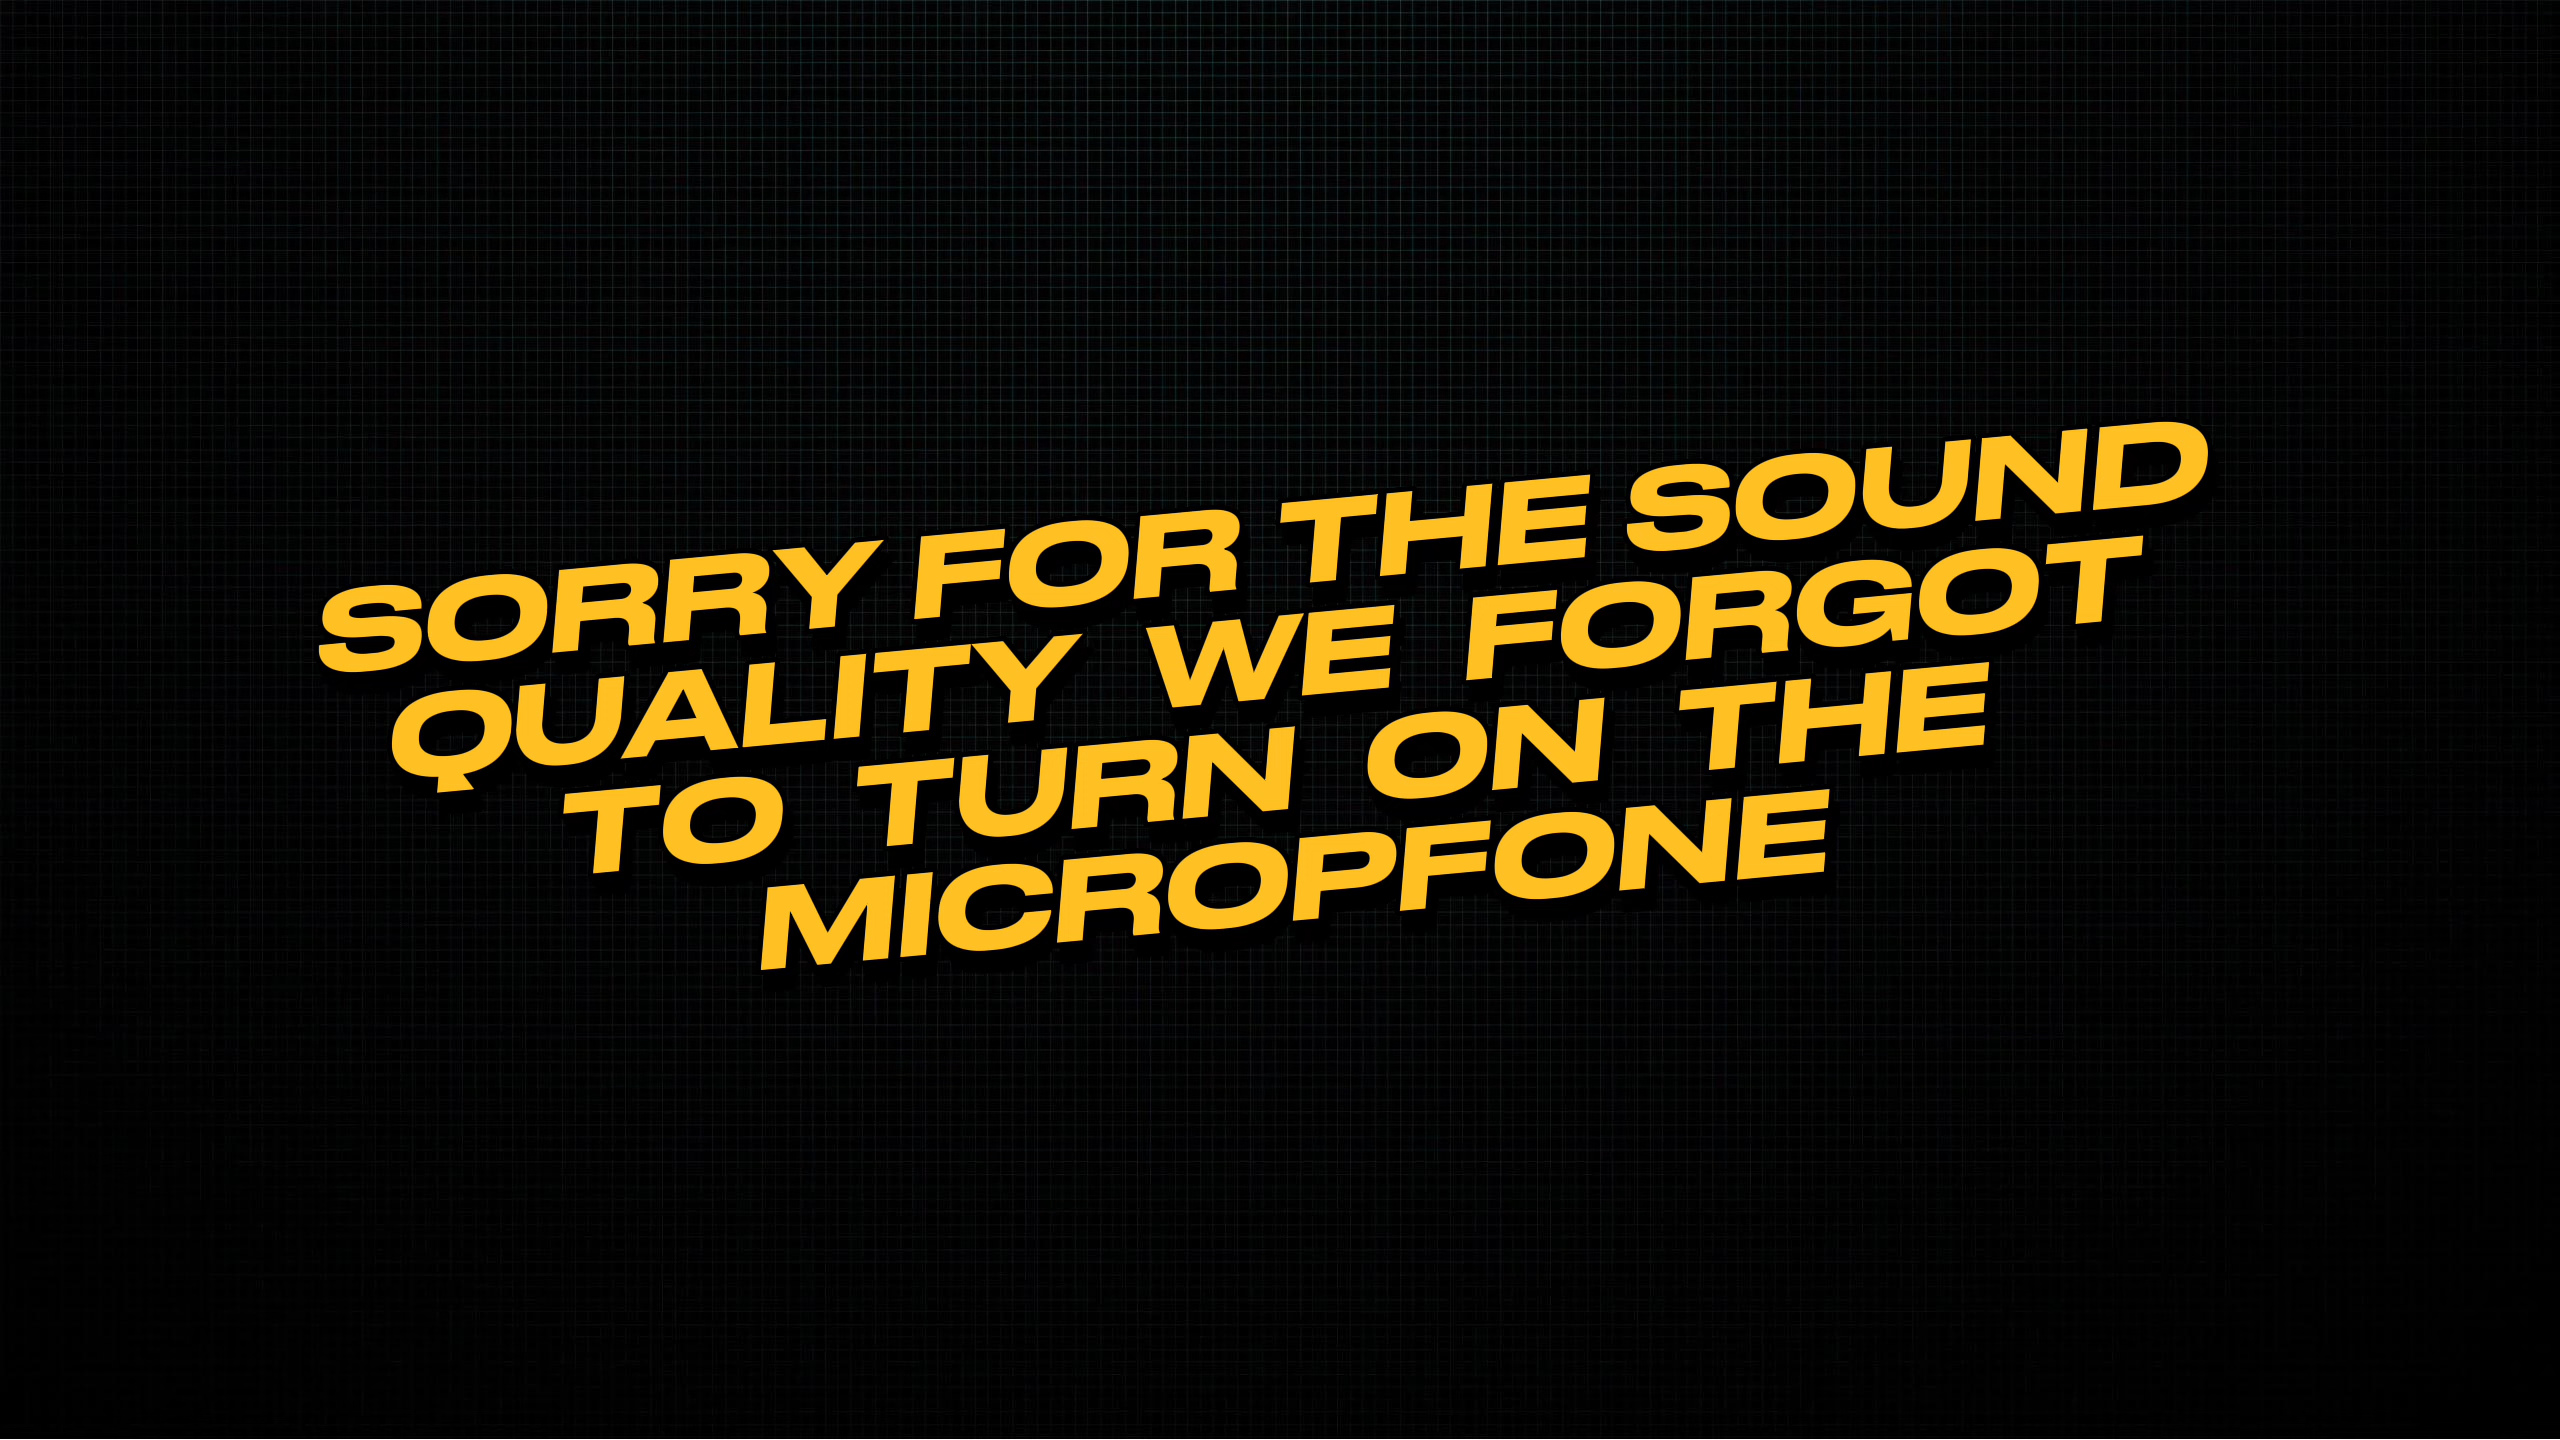 SORRY FOR THE SOUND
QUALITY WE FORGOT
TO TURN ON THE
MICROPFONE